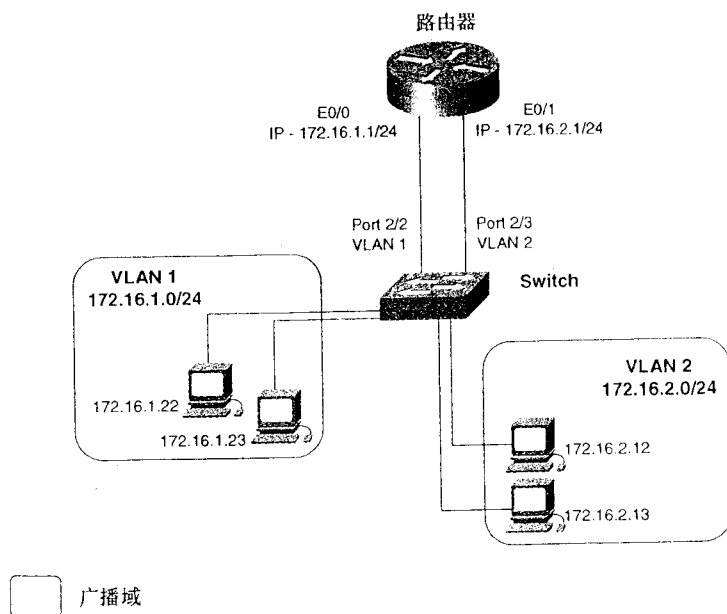 路由器
E0/0
IP - 172.16.1.1/24
E0/1
IP - 172.16.2.1/24
Port 2/2
VLAN 1
Port 2/3
VLAN 2
Switch
VLAN 1
172.16.1.0/24
172.16.1.22
172.16.1.23
VLAN 2
172.16.2.0/24
172.16.2.12
172.16.2.13
广播域